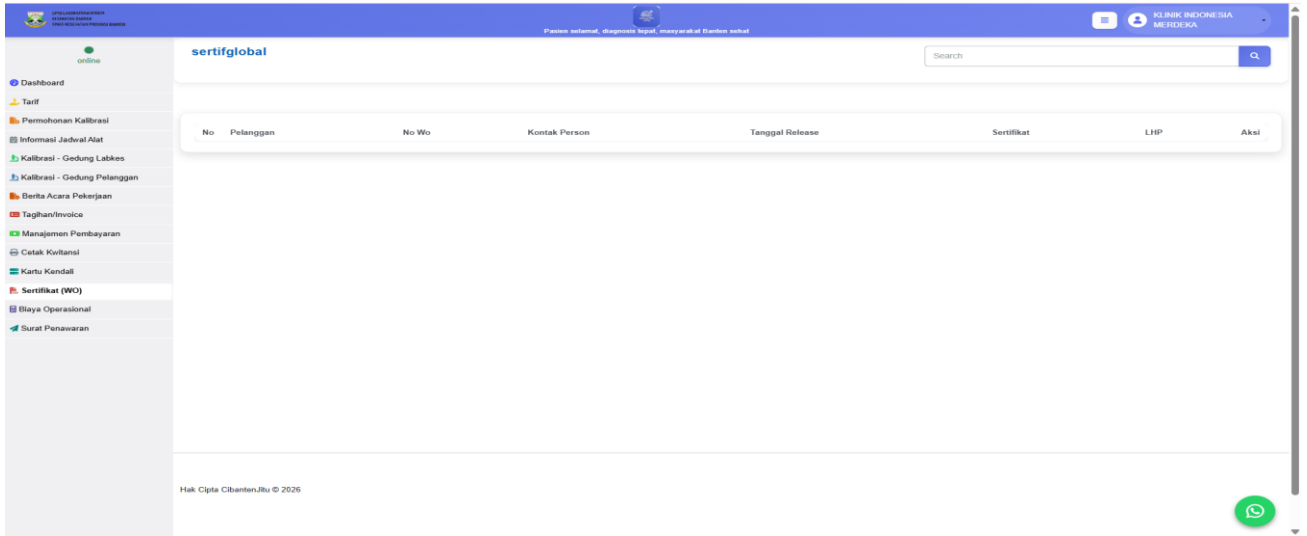 UPTD LABORATORIUM KESEHATAN
Pasien selamat, diagnosis tepat, masyarakat Banten sehat
KLINIK INDONESIA
MERDEKA
online
Dashboard
Tarif
Permohonan Kalibrasi
Informasi Jadwal Alat
Kalibrasi - Gedung Labkes
Kalibrasi - Gedung Pelanggan
Berita Acara Pekerjaan
Tagihan/Invoice
Manajemen Pembayaran
Cetak Kwitansi
Kartu Kendali
Sertifikat (WO)
Biaya Operasional
Surat Penawaran
sertifglobal
Search
No Pelanggan No Wo Kontak Person Tanggal Release Sertifikat LHP Aksi
Hak Cipta CibantenJitu © 2026